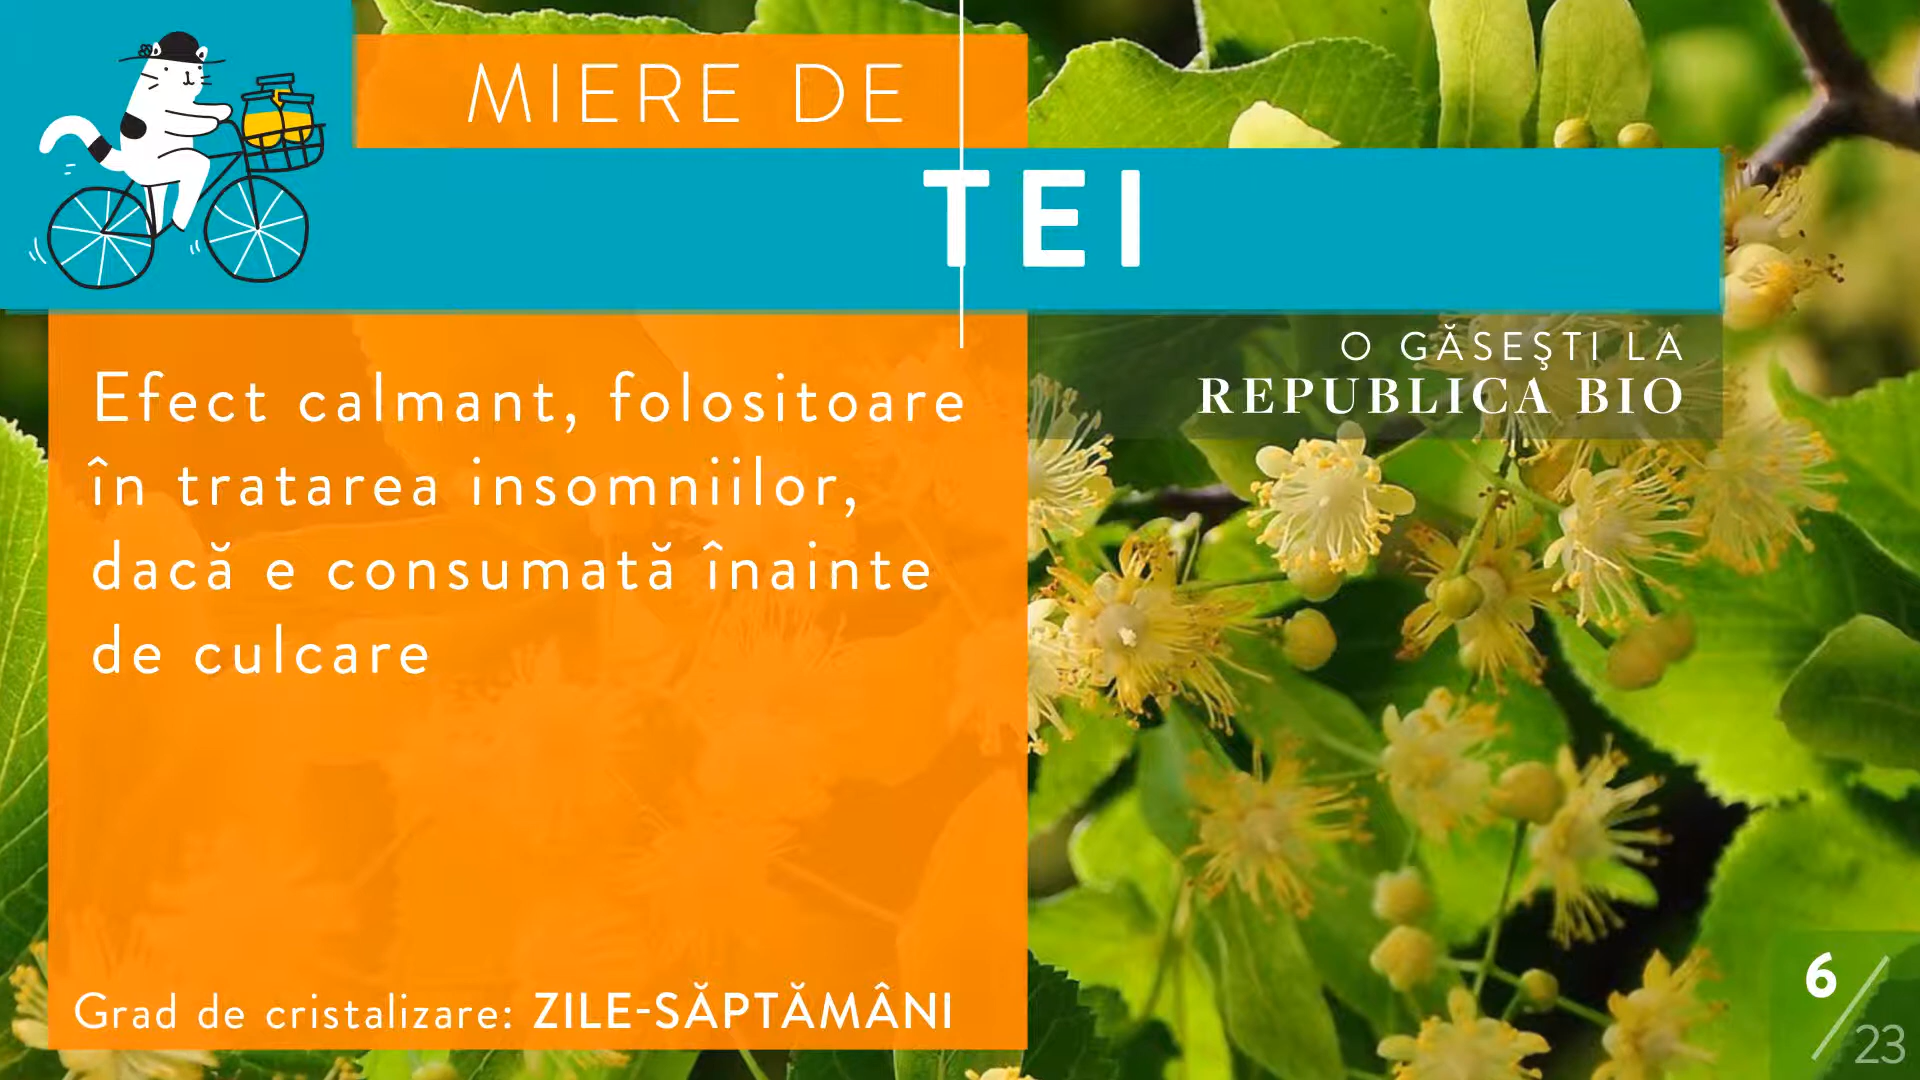 MIERE DE
TEI
O GĂSEŞTI LA
REPUBLICA BIO
Efect calmant, folositoare
în tratarea insomniilor,
dacă e consumată înainte
de culcare
Grad de cristalizare: ZILE-SĂPTĂMÂNI
6/23